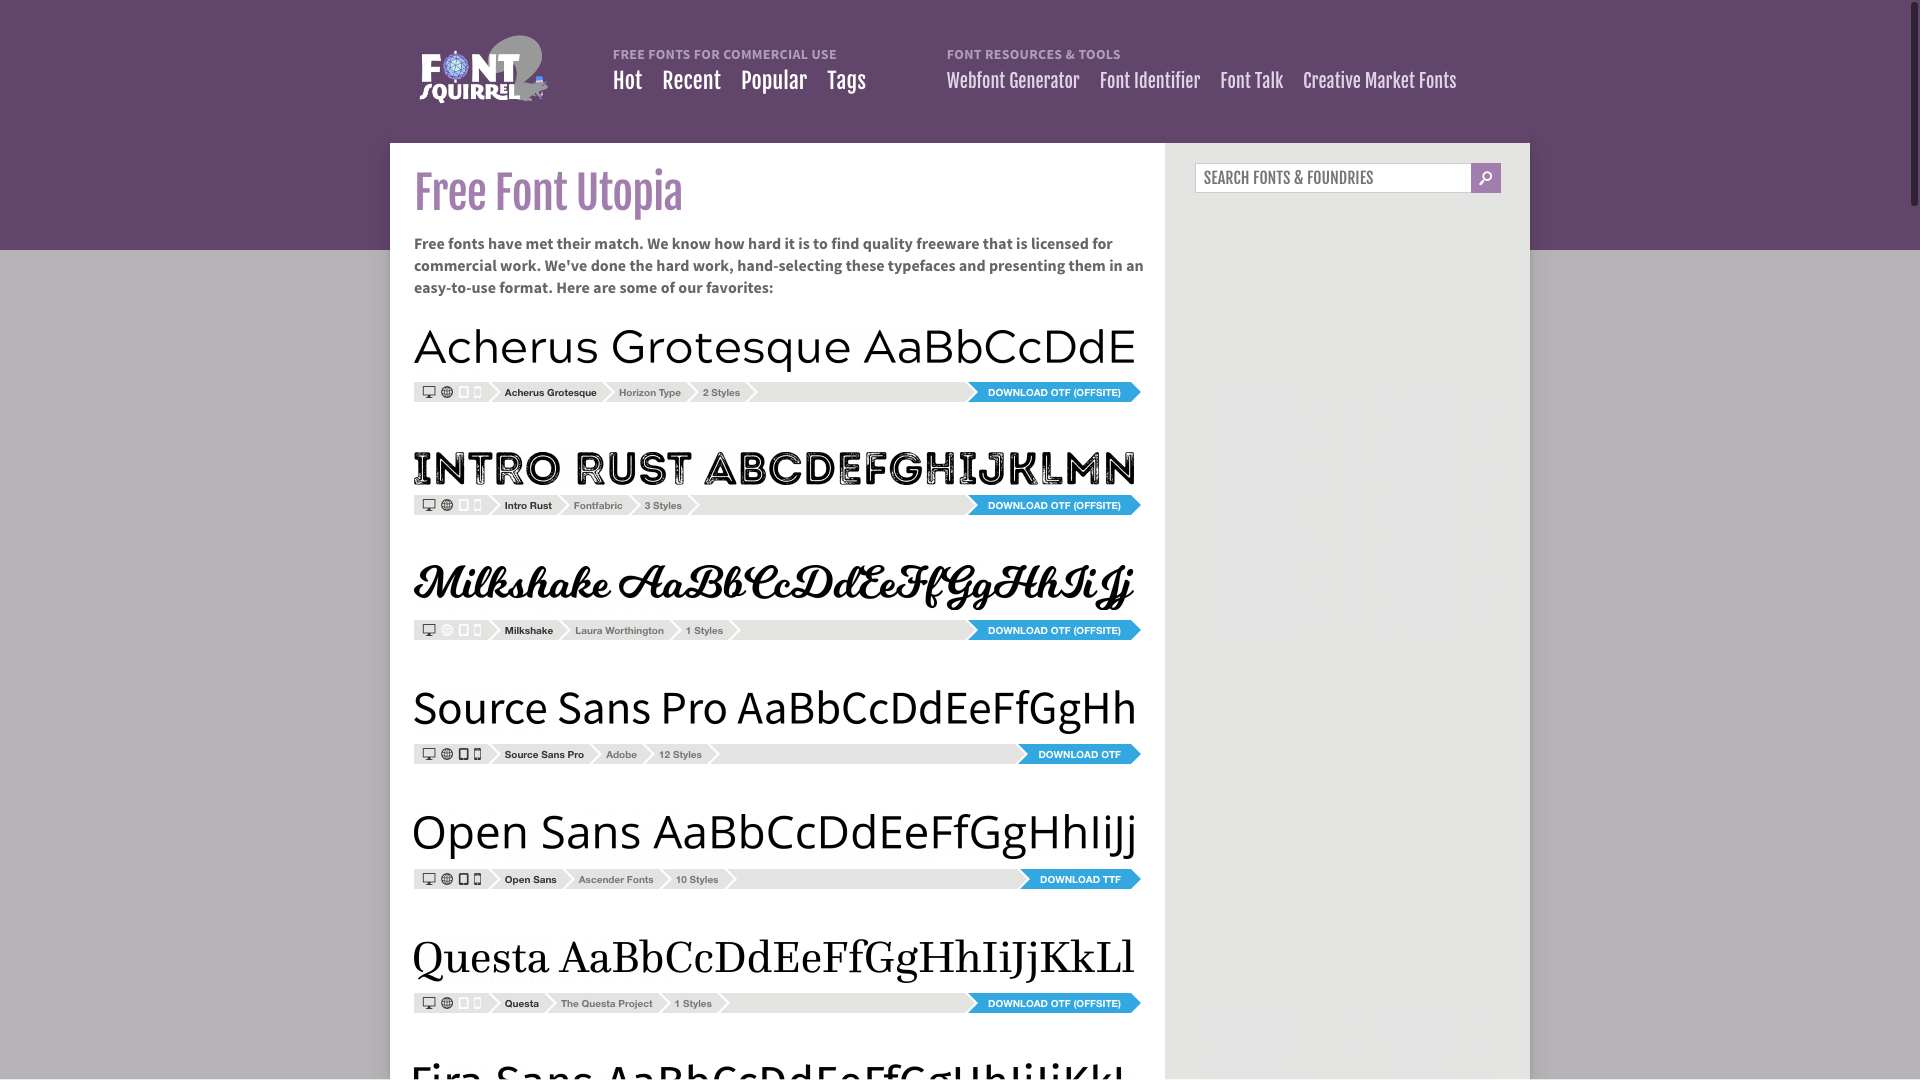 FONT
SQUIRREL
FREE FONTS FOR COMMERCIAL USE
Hot Recent Popular Tags
FONT RESOURCES & TOOLS
Webfont Generator Font Identifier Font Talk Creative Market Fonts
SEARCH FONTS & FOUNDRIES
Free Font Utopia
Free fonts have met their match. We know how hard it is to find quality freeware that is licensed for
commercial work. We've done the hard work, hand-selecting these typefaces and presenting them in an
easy-to-use format. Here are some of our favorites:
Acherus Grotesque AaBbCcDdE
Acherus Grotesque Horizon Type 2 Styles DOWNLOAD OTF (OFFSITE)
INTRO RUST ABCDEFGHIJKLMN
Intro Rust Fontfabric 3 Styles DOWNLOAD OTF (OFFSITE)
Milkshake AaBbCcDdEeFfGgHhIiJj
Milkshake Laura Worthington 1 Styles DOWNLOAD OTF (OFFSITE)
Source Sans Pro AaBbCcDdEeFfGgHh
Source Sans Pro Adobe 12 Styles DOWNLOAD OTF
Open Sans AaBbCcDdEeFfGgHhIiJj
Open Sans Ascender Fonts 10 Styles DOWNLOAD TTF
Questa AaBbCcDdEeFfGgHhIiJjKkLl
Questa The Questa Project 1 Styles DOWNLOAD OTF (OFFSITE)
Fira Sans AaBbCcDdEeFfGgHhIiJjKkL